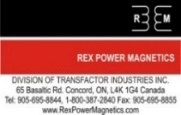 REM
REX POWER MAGNETICS
DIVISION OF TRANSFACTOR INDUSTRIES INC.
65 Basaltic Rd. Concord, ON, L4K 1G4 Canada
Tel: 905-695-8844, 1-800-387-2840 Fax: 905-695-8855
www.RexPowerMagnetics.com